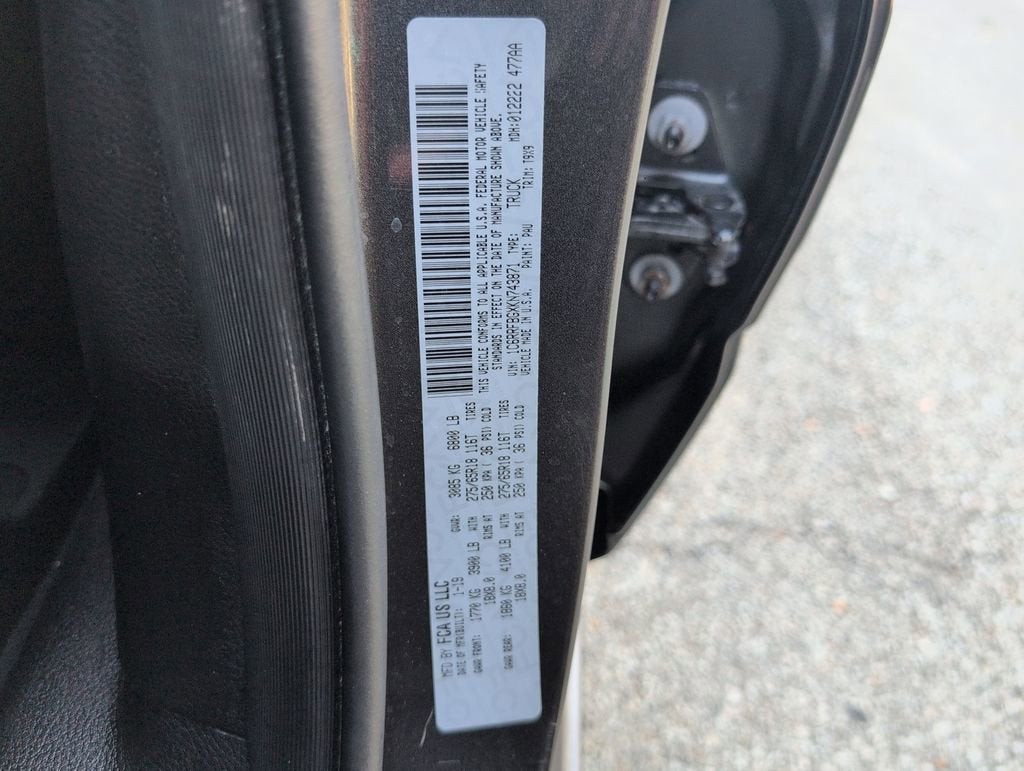 MFD BY FCA US LLC
DATE OF MFR(BUILT): 1-19 GVWR: 3085 KG 6800 LB
GAWR FRONT: 1770 KG 3900 LB WITH 275/65R18 116T TIRES
18X8.0 RIMS AT 250 KPA ( 36 PSI) COLD
GAWR REAR: 1860 KG 4100 LB WITH 275/65R18 116T TIRES
18X8.0 RIMS AT 250 KPA ( 36 PSI) COLD
THIS VEHICLE CONFORMS TO ALL APPLICABLE U.S.A. FEDERAL MOTOR VEHICLE SAFETY
STANDARDS IN EFFECT ON THE DATE OF MANUFACTURE SHOWN ABOVE.
VIN: 1C6RRFBGXKN743871 TYPE: TRUCK MDH:012222 477AA
VEHICLE MADE IN U.S.A. PAINT: PAU TRIM: T9X9